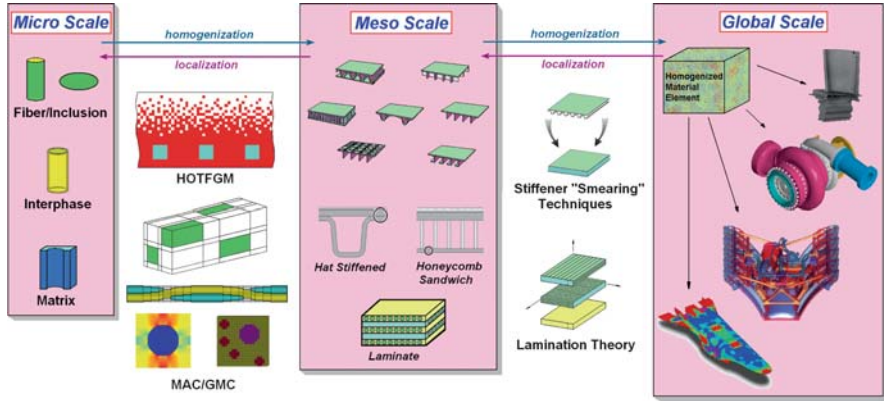 Micro Scale
Fiber/Inclusion
Interphase
Matrix
homogenization
localization
HOTFGM
MAC/GMC
Meso Scale
Hat Stiffened
Honeycomb
Sandwich
Laminate
homogenization
localization
Stiffener "Smearing"
Techniques
Lamination Theory
Global Scale
Homogenized
Material
Element